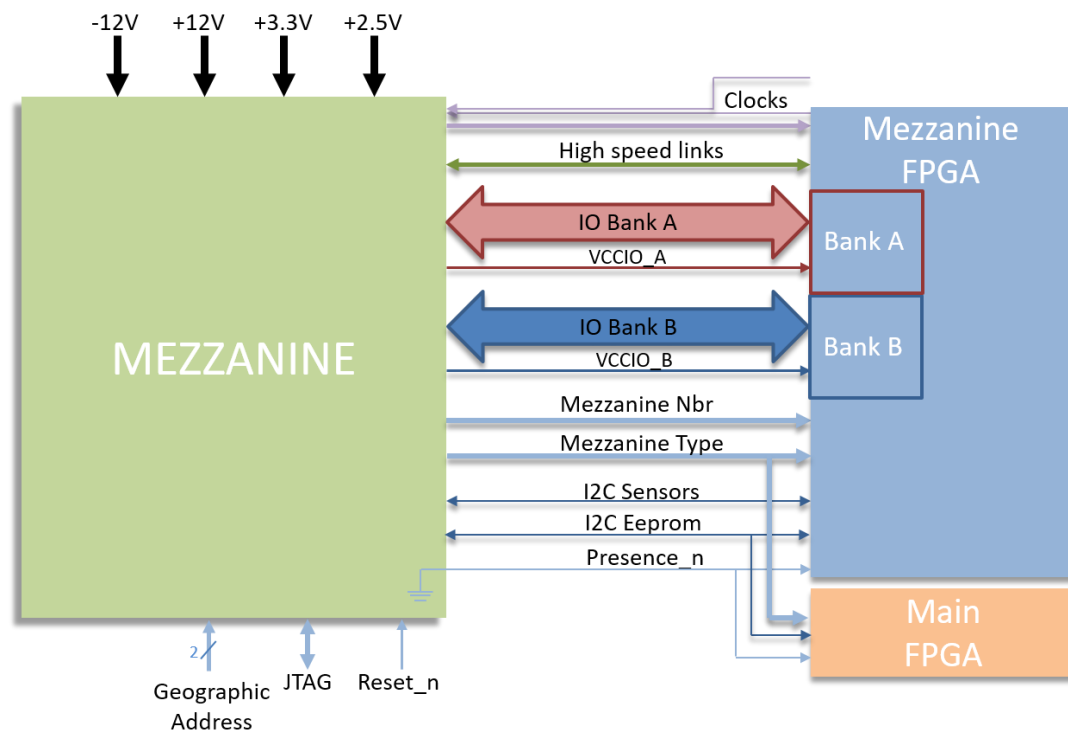 -12V
+12V
+3.3V
+2.5V
Clocks
Mezzanine
FPGA
High speed links
IO Bank A
Bank A
VCCIO_A
MEZZANINE
IO Bank B
Bank B
VCCIO_B
Mezzanine Nbr
Mezzanine Type
I2C Sensors
I2C Eeprom
Presence_n
Main
FPGA
2
Geographic
Address
JTAG
Reset_n